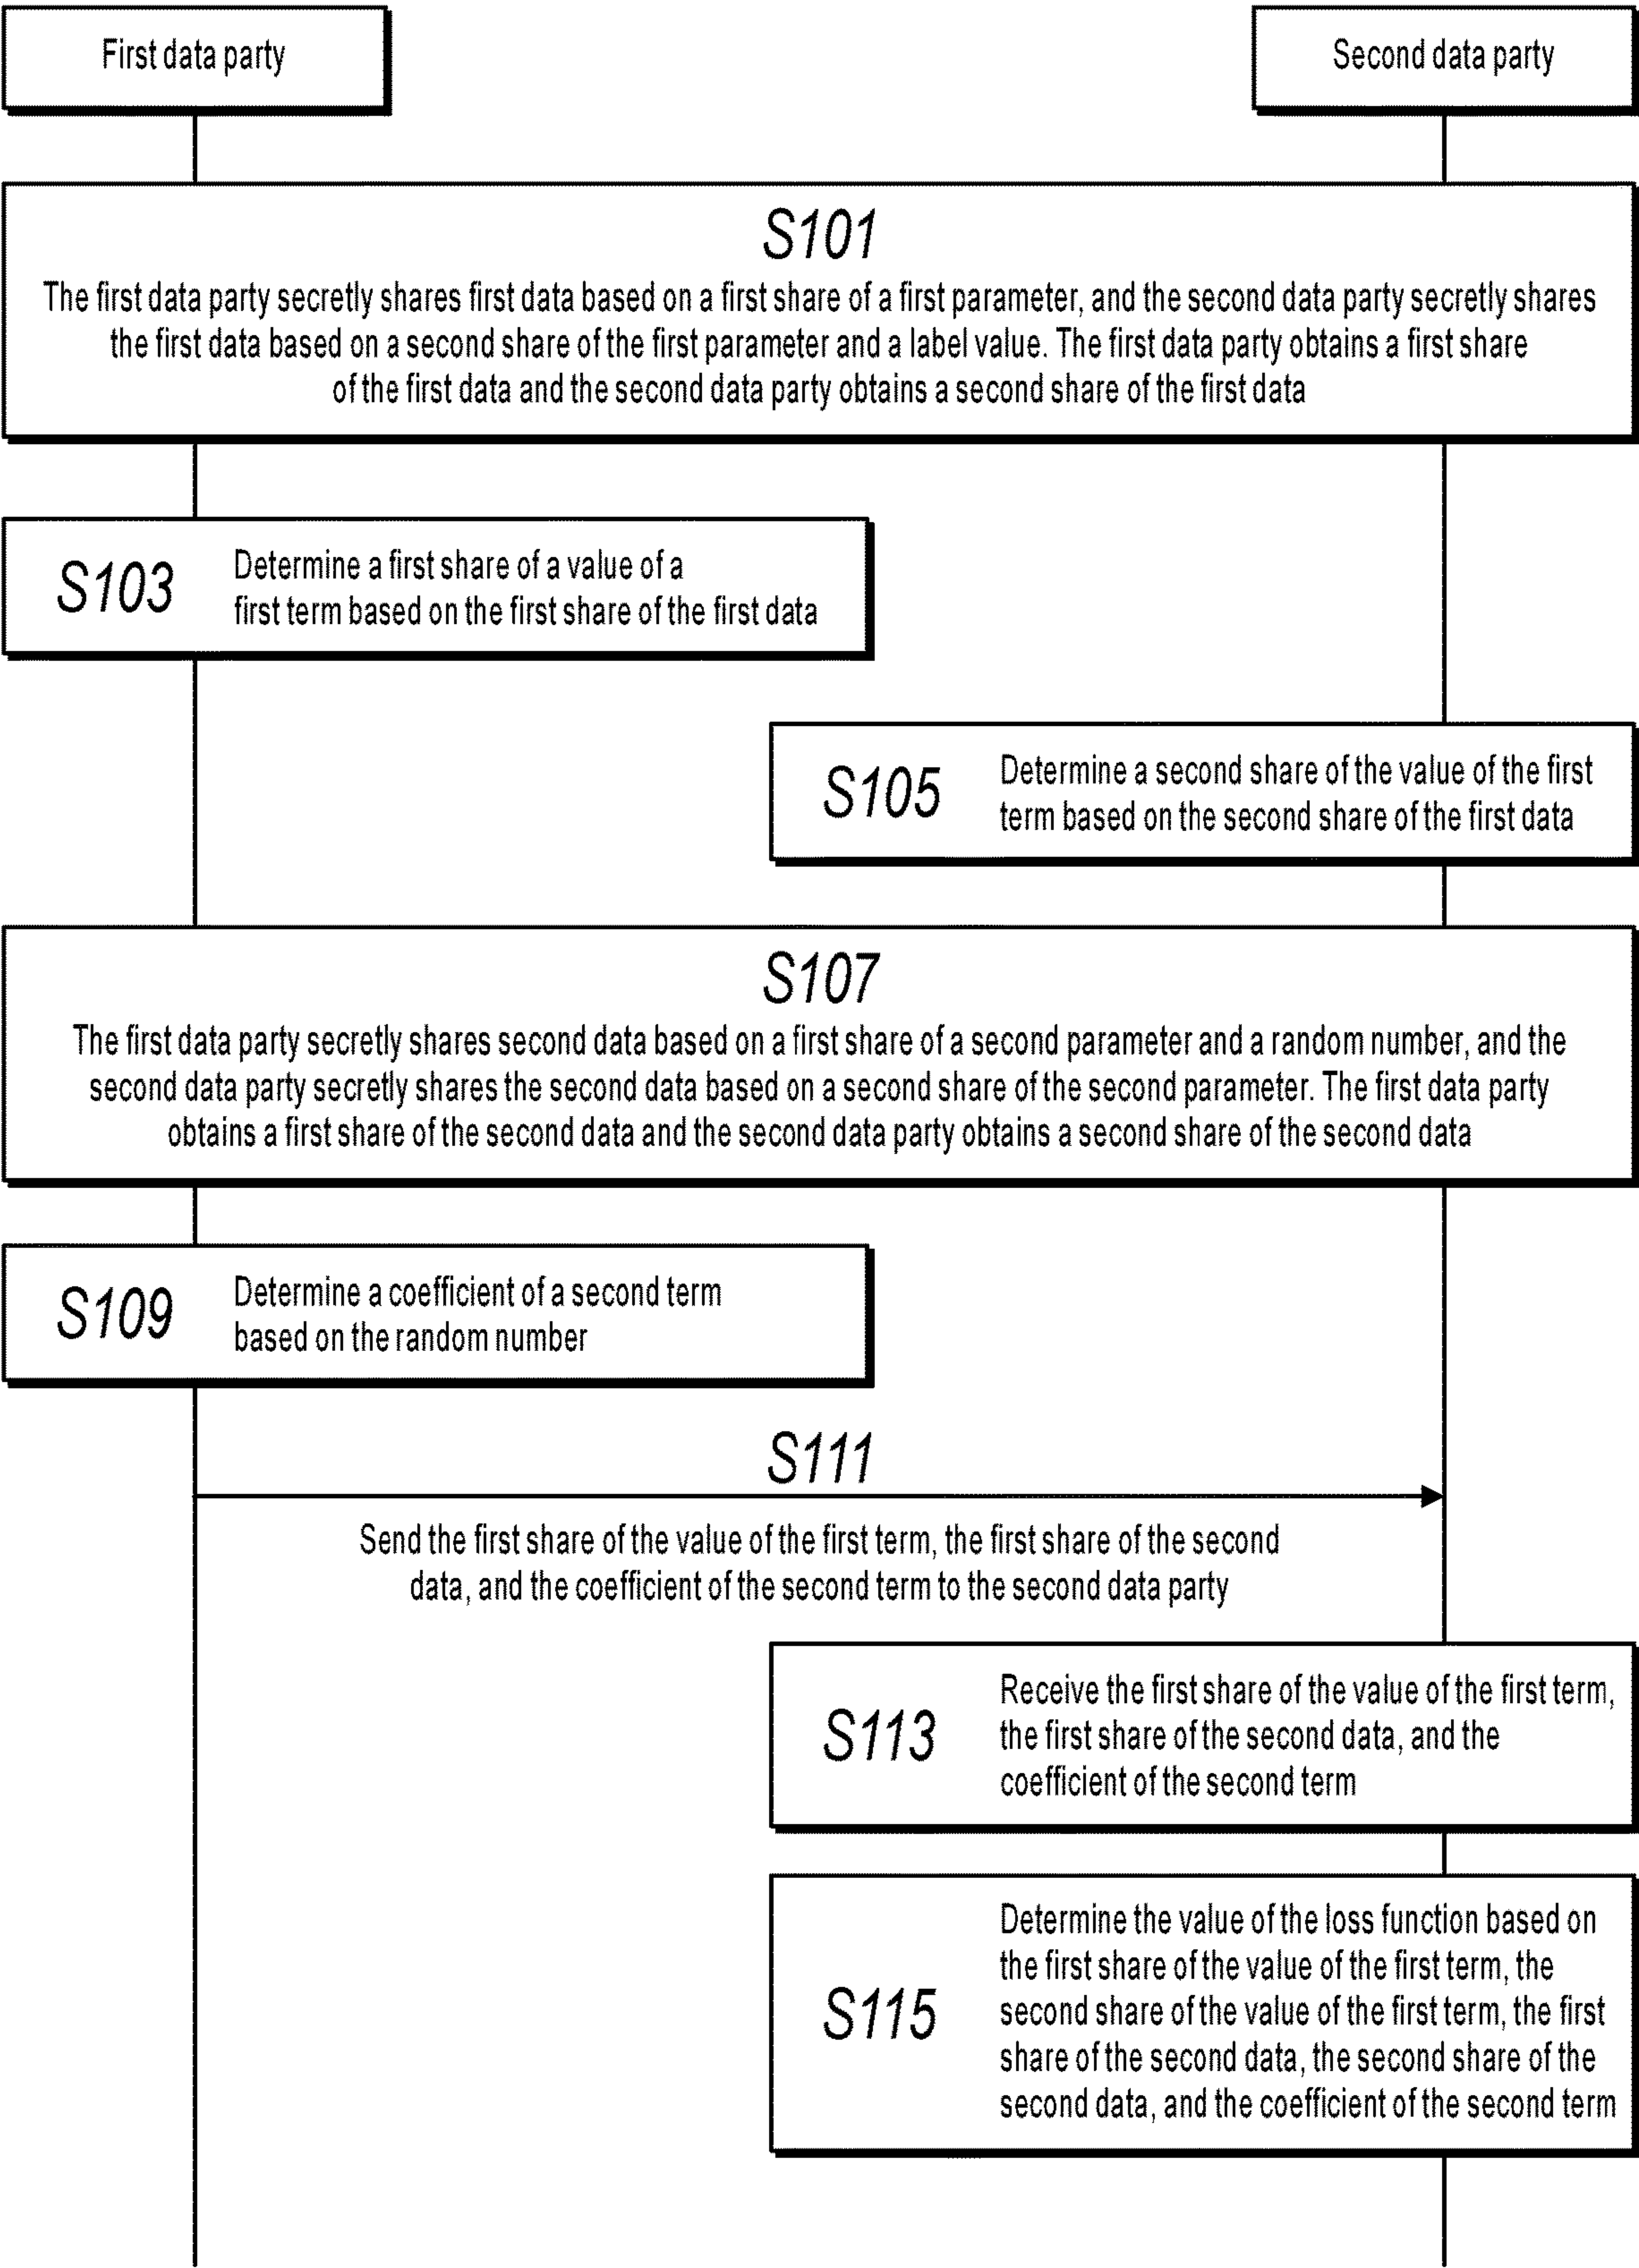 First data party
Second data party
S101
The first data party secretly shares first data based on a first share of a first parameter, and the second data party secretly shares
the first data based on a second share of the first parameter and a label value. The first data party obtains a first share
of the first data and the second data party obtains a second share of the first data
S103
Determine a first share of a value of a
first term based on the first share of the first data
S105
Determine a second share of the value of the first
term based on the second share of the first data
S107
The first data party secretly shares second data based on a first share of a second parameter and a random number, and the
second data party secretly shares the second data based on a second share of the second parameter. The first data party
obtains a first share of the second data and the second data party obtains a second share of the second data
S109
Determine a coefficient of a second term
based on the random number
S111
Send the first share of the value of the first term, the first share of the second
data, and the coefficient of the second term to the second data party
S113
Receive the first share of the value of the first term,
the first share of the second data, and the
coefficient of the second term
S115
Determine the value of the loss function based on
the first share of the value of the first term, the
second share of the value of the first term, the first
share of the second data, the second share of the
second data, and the coefficient of the second term